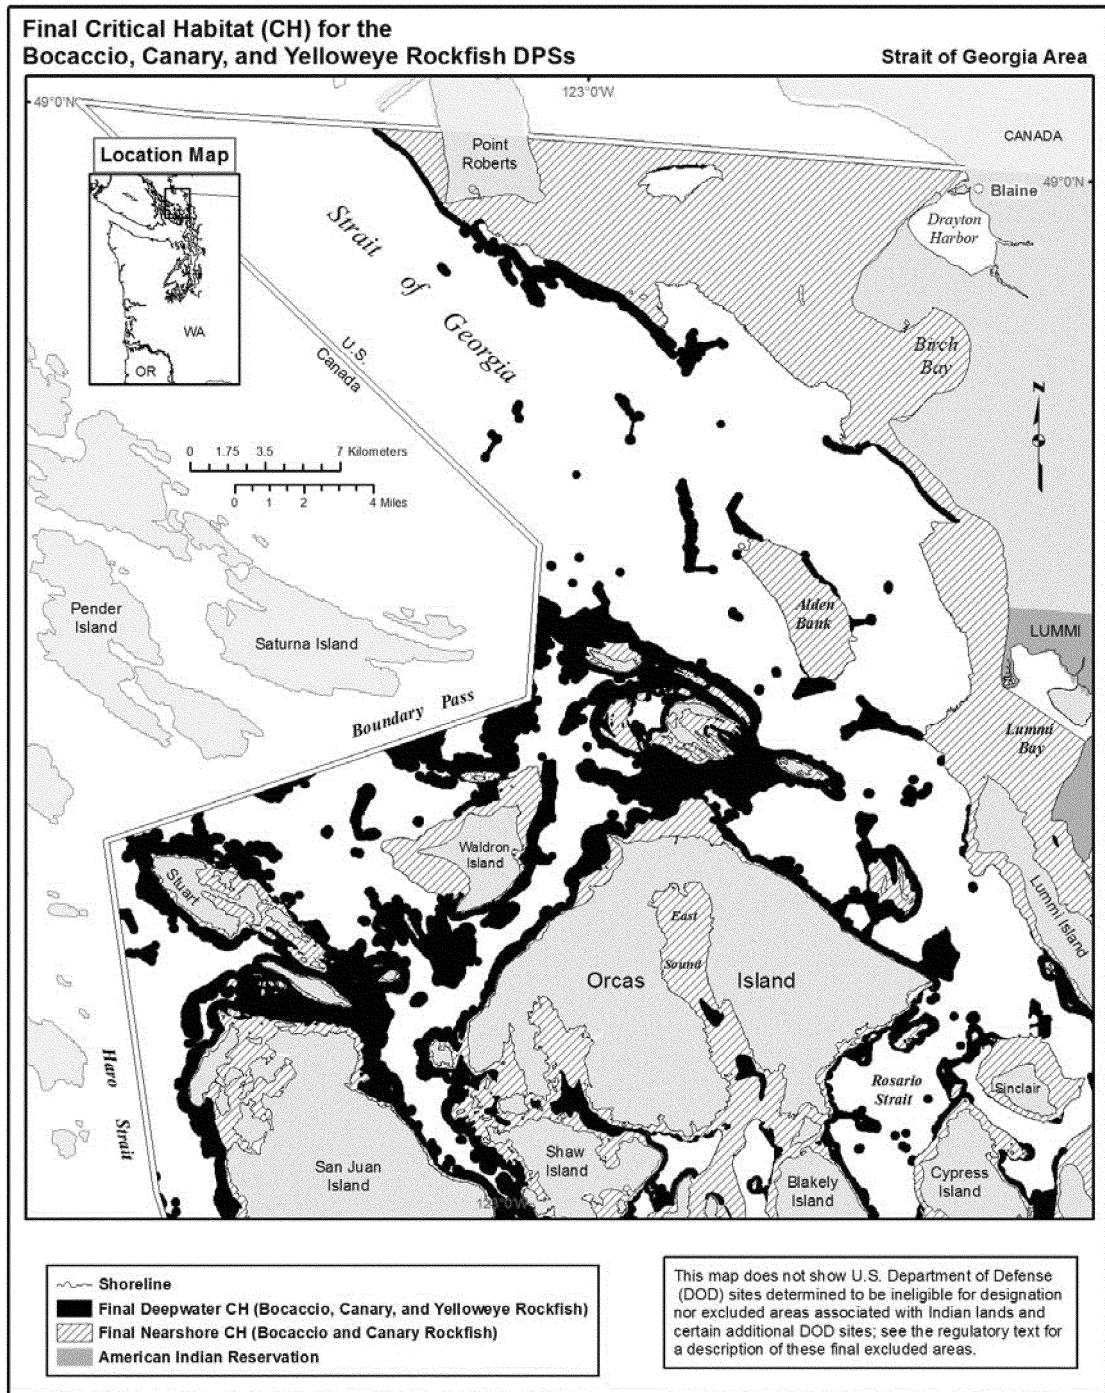 Final Critical Habitat (CH) for the
Bocaccio, Canary, and Yelloweye Rockfish DPSs
Strait of Georgia Area
49°0'N
123°0'W
CANADA
Point
Roberts
Location Map
49°0'N
Blaine
Drayton
Harbor
Strait of Georgia
WA
OR
U.S.
Canada
Birch
Bay
N
0 1.75 3.5 7 Kilometers
0 1 2 4 Miles
Pender
Island
Saturna Island
Alden
Bank
LUMMI
Boundary Pass
Lummi
Bay
Waldron
Island
Stuart
Lummi Island
East
Sound
Orcas Island
Haro Strait
Rosario
Strait
Sinclair
San Juan
Island
Shaw
Island
Blakely
Island
Cypress
Island
123°0'W
Shoreline
Final Deepwater CH (Bocaccio, Canary, and Yelloweye Rockfish)
Final Nearshore CH (Bocaccio and Canary Rockfish)
American Indian Reservation
This map does not show U.S. Department of Defense
(DOD) sites determined to be ineligible for designation
nor excluded areas associated with Indian lands and
certain additional DOD sites; see the regulatory text for
a description of these final excluded areas.